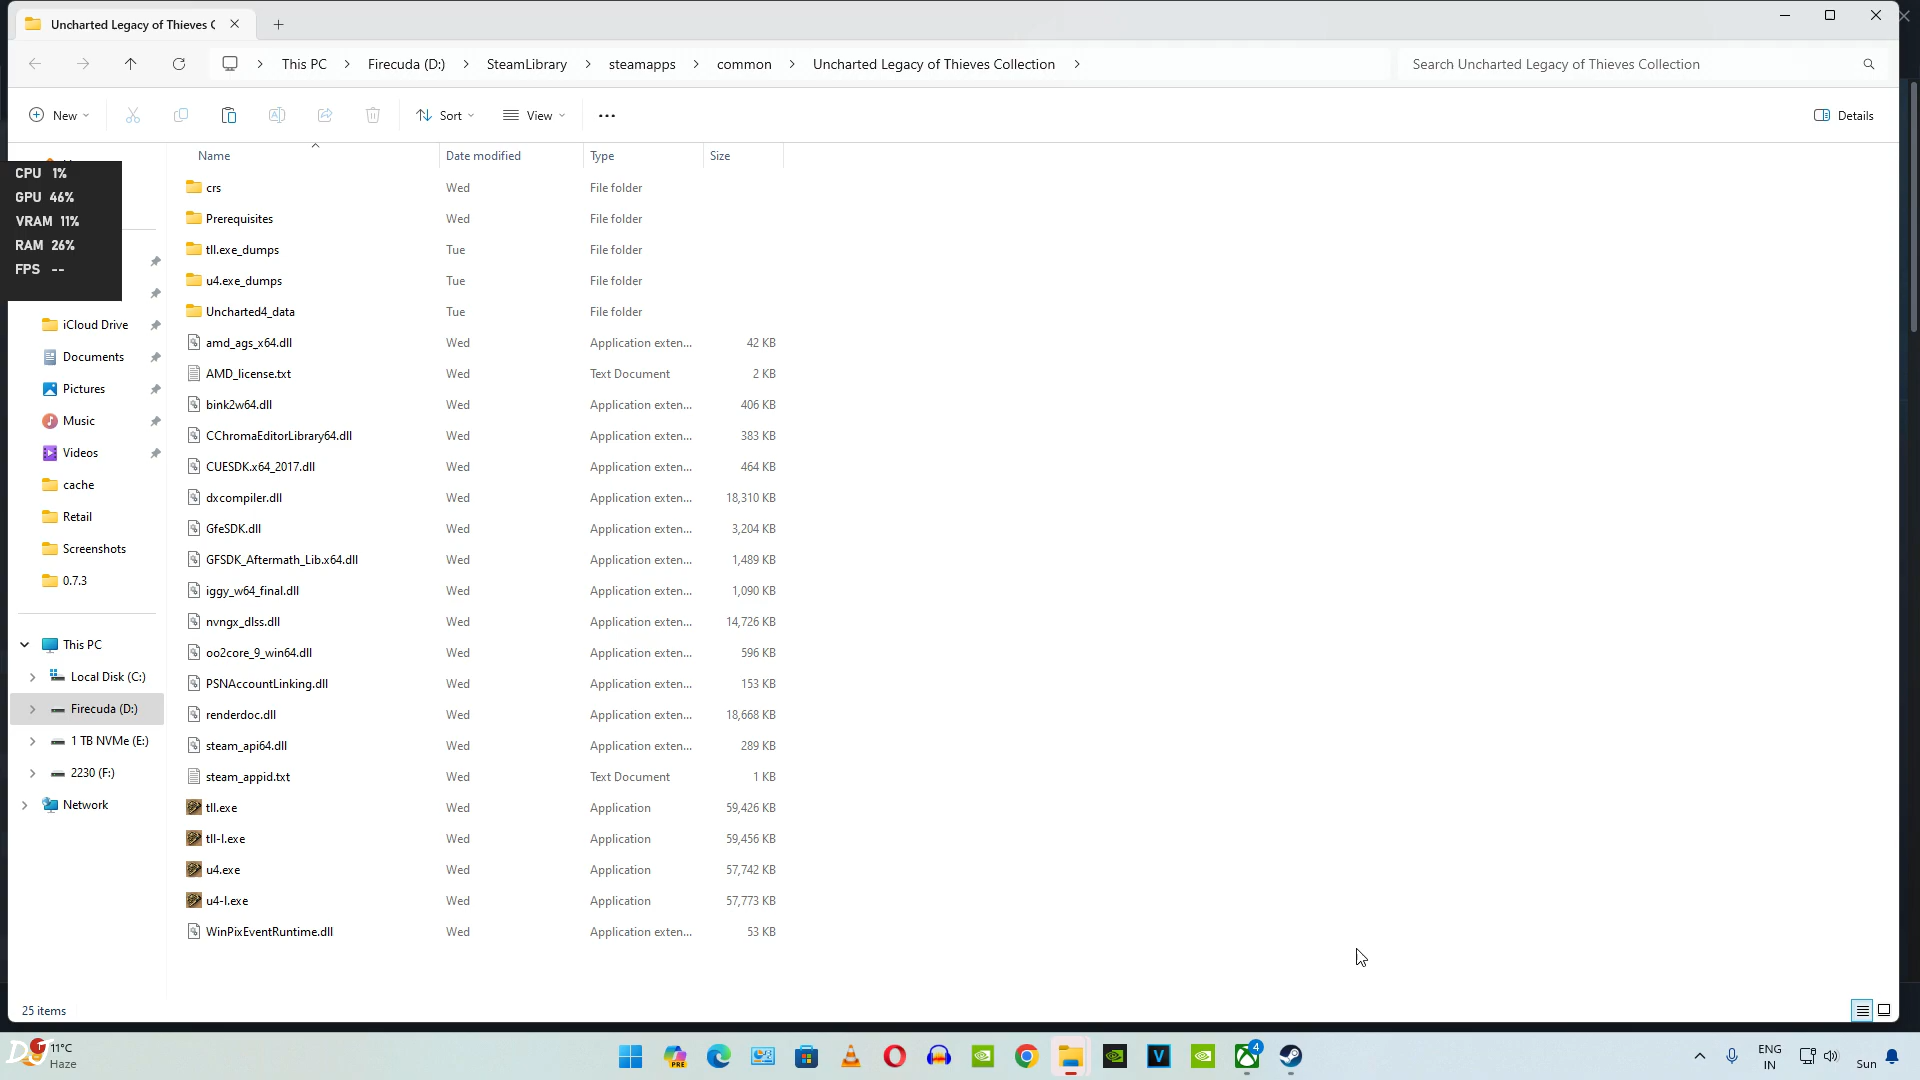 Uncharted Legacy of Thieves C
This PC > Firecuda (D:) > SteamLibrary > steamapps > common > Uncharted Legacy of Thieves Collection >
Search Uncharted Legacy of Thieves Collection
New
Sort
View
Details
Name Date modified Type Size
CPU 1%
GPU 46%
VRAM 11%
RAM 26%
FPS --
iCloud Drive
Documents
Pictures
Music
Videos
cache
Retail
Screenshots
0.7.3
This PC
Local Disk (C:)
Firecuda (D:)
1 TB NVMe (E:)
2230 (F:)
Network
crs Wed File folder
Prerequisites Wed File folder
tll.exe_dumps Tue File folder
u4.exe_dumps Tue File folder
Uncharted4_data Tue File folder
amd_ags_x64.dll Wed Application exten... 42 KB
AMD_license.txt Wed Text Document 2 KB
bink2w64.dll Wed Application exten... 406 KB
CChromaEditorLibrary64.dll Wed Application exten... 383 KB
CUESDK.x64_2017.dll Wed Application exten... 464 KB
dxcompiler.dll Wed Application exten... 18,310 KB
GfeSDK.dll Wed Application exten... 3,204 KB
GFSDK_Aftermath_Lib.x64.dll Wed Application exten... 1,489 KB
iggy_w64_final.dll Wed Application exten... 1,090 KB
nvngx_dlss.dll Wed Application exten... 14,726 KB
oo2core_9_win64.dll Wed Application exten... 596 KB
PSNAccountLinking.dll Wed Application exten... 153 KB
renderdoc.dll Wed Application exten... 18,668 KB
steam_api64.dll Wed Application exten... 289 KB
steam_appid.txt Wed Text Document 1 KB
tll.exe Wed Application 59,426 KB
tll-l.exe Wed Application 59,456 KB
u4.exe Wed Application 57,742 KB
u4-l.exe Wed Application 57,773 KB
WinPixEventRuntime.dll Wed Application exten... 53 KB
25 items
DJ
11°C
Haze
PRE
V
4
ENG
IN
Sun